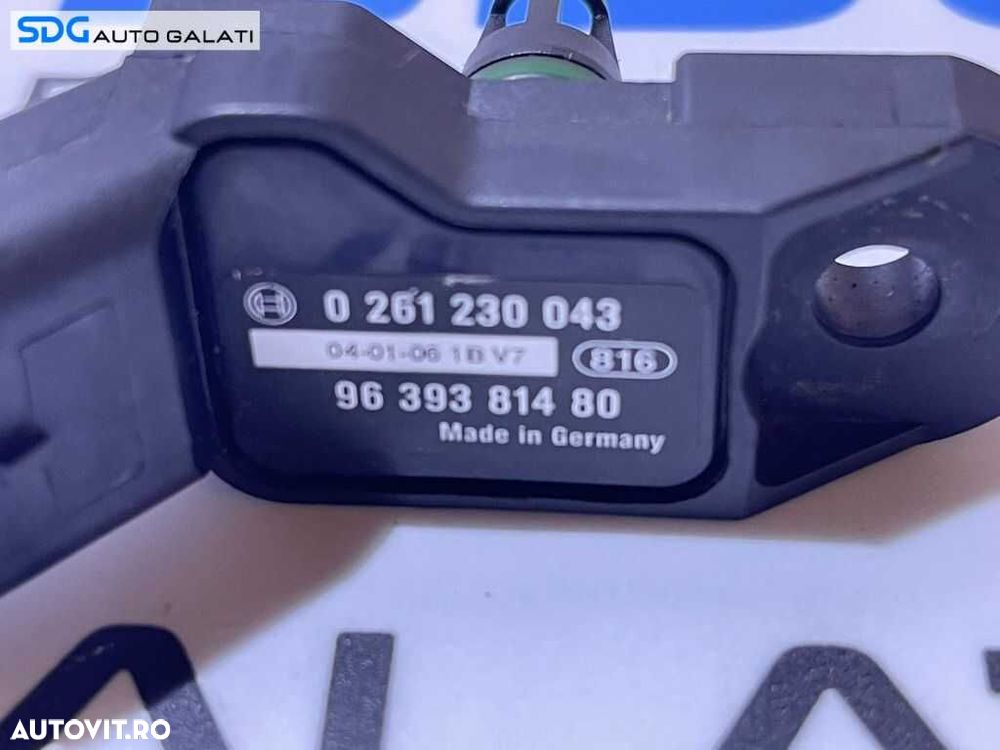 SDG AUTO GALATI
0 261 230 043
04-01-06 1B V7
816
96 393 814 80
Made in Germany
AUTOVIT.RO